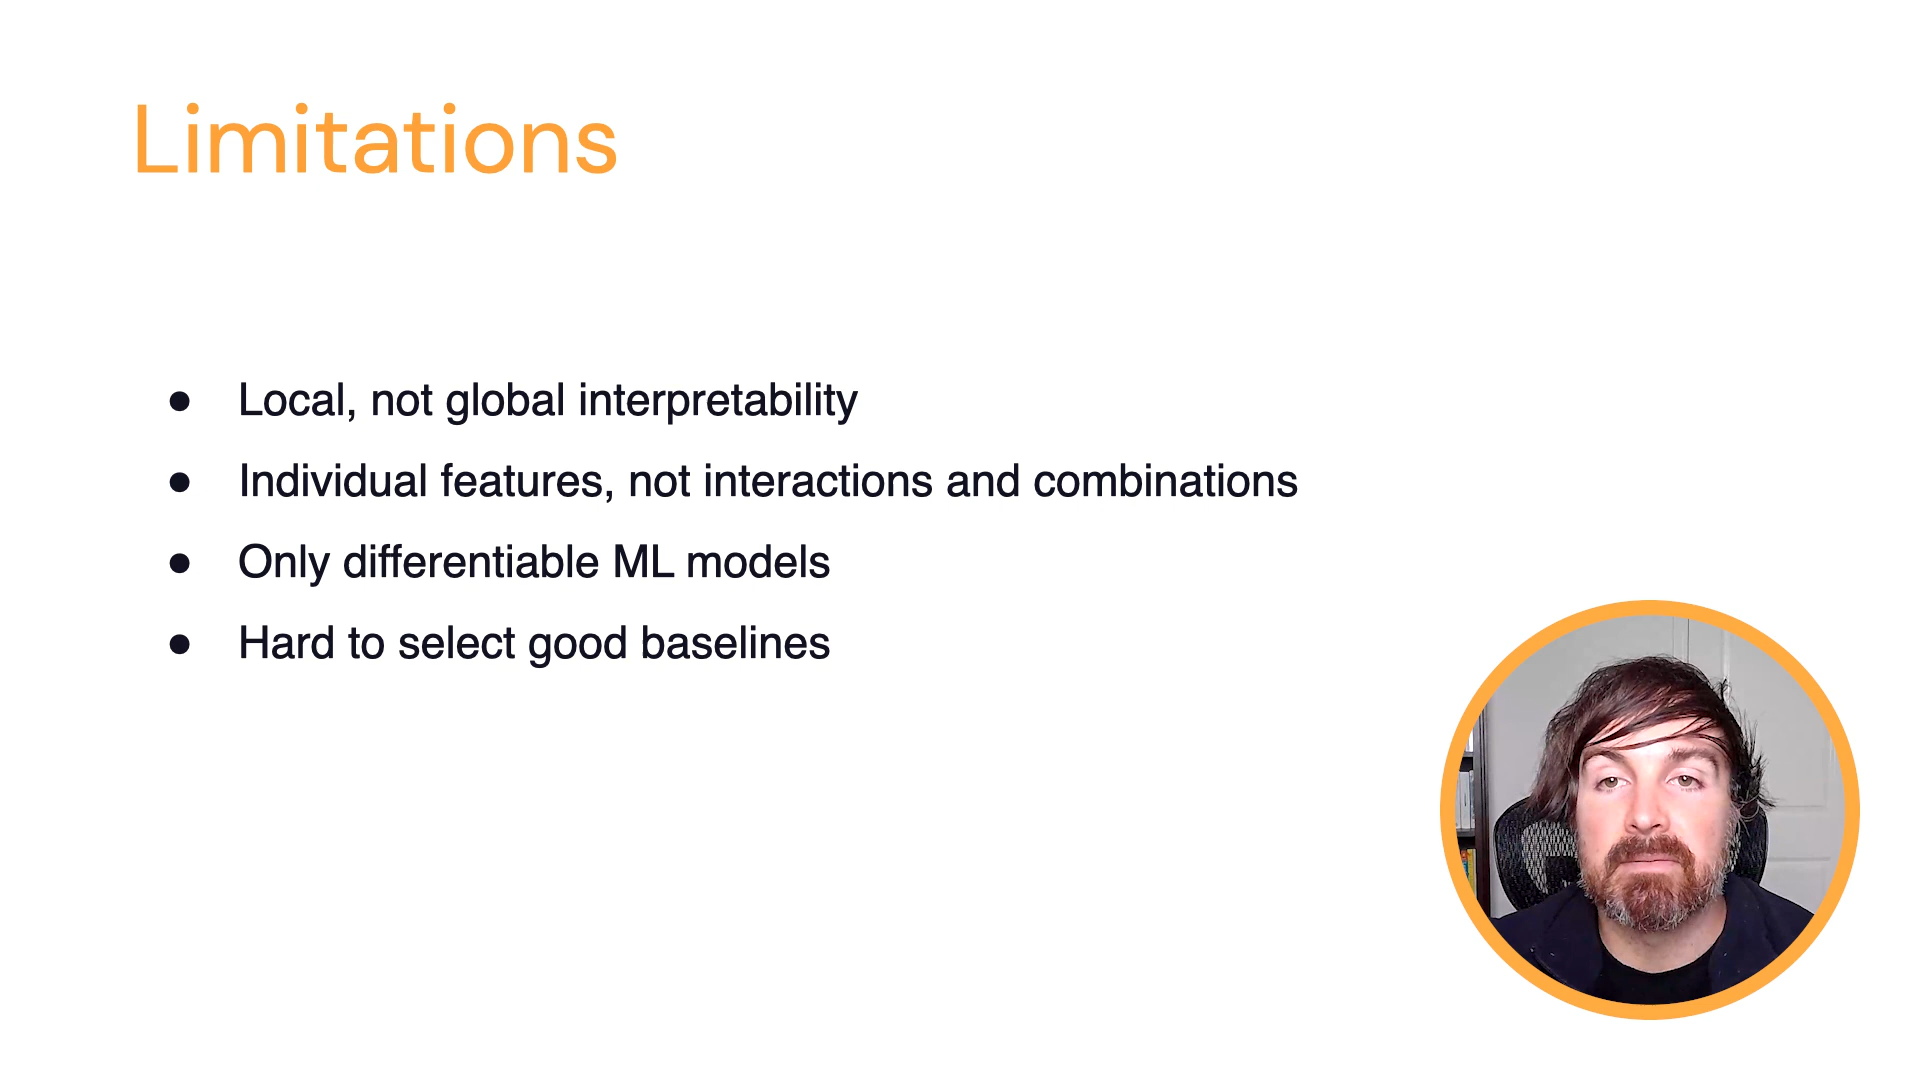 Limitations
● Local, not global interpretability
● Individual features, not interactions and combinations
● Only differentiable ML models
● Hard to select good baselines